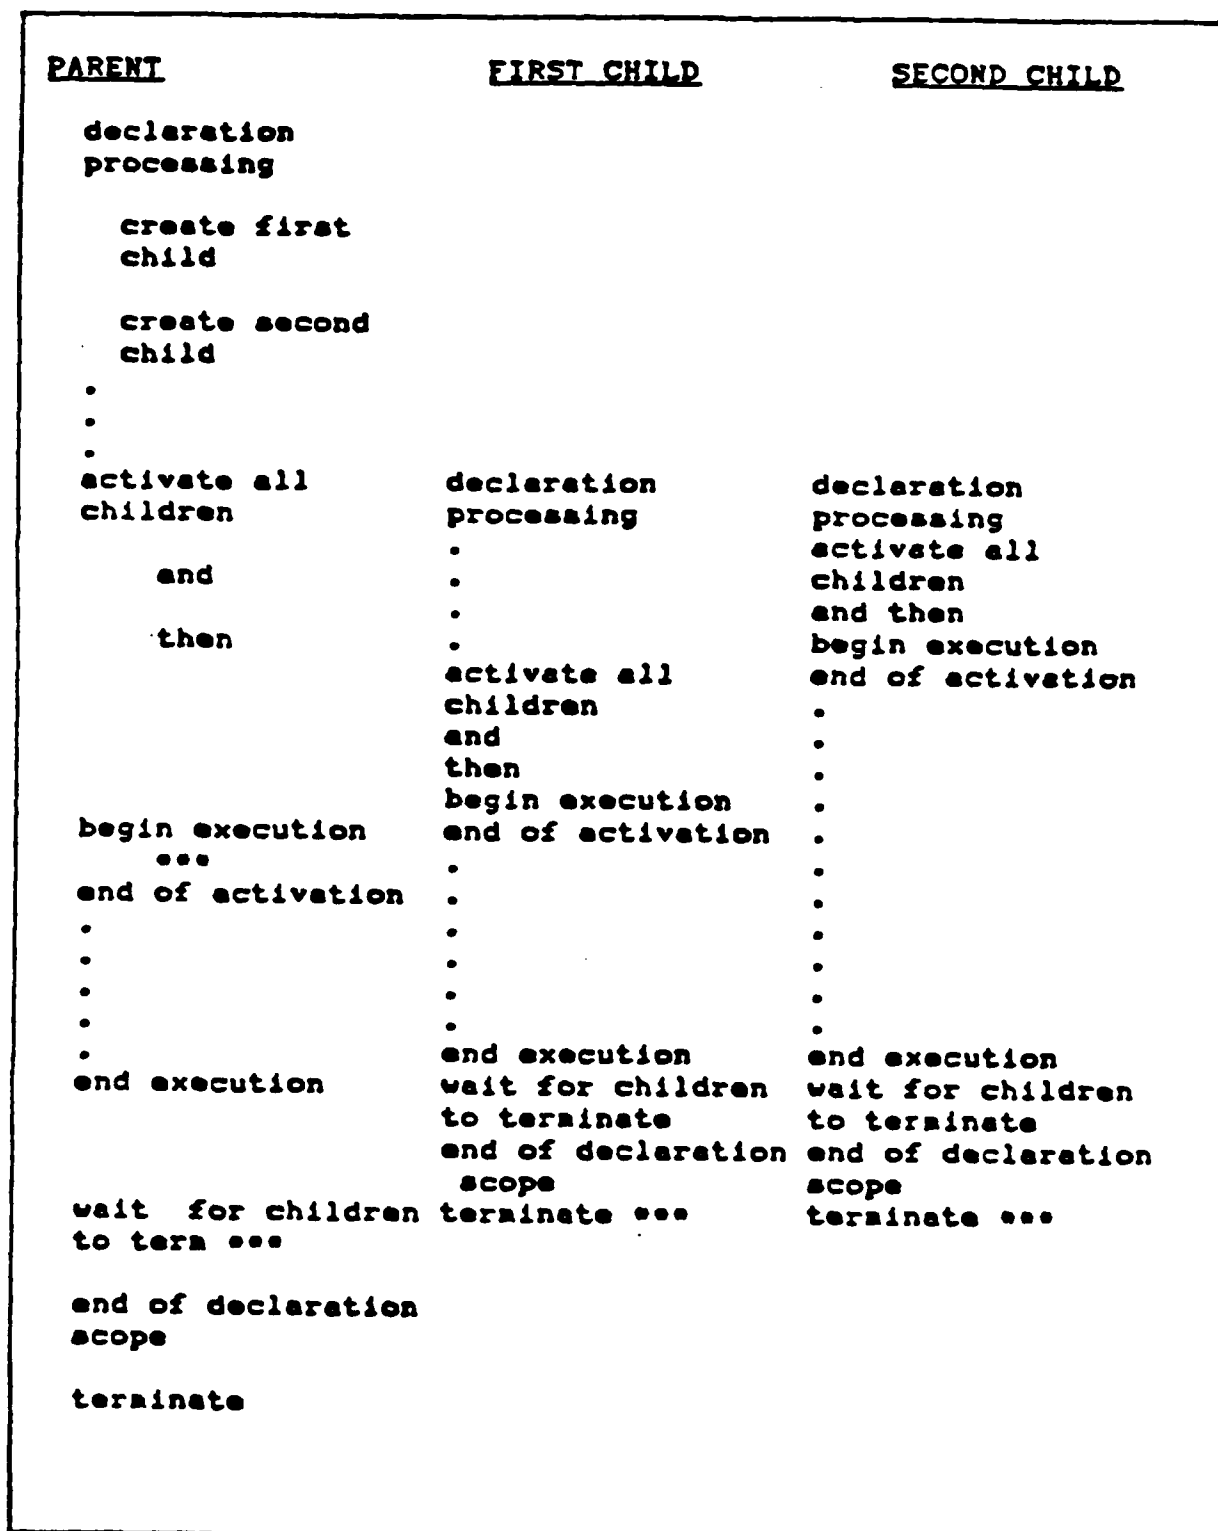 PARENT FIRST CHILD SECOND CHILD
declaration
processing
create first
child
create second
child
.
.
.
activate all declaration declaration
children processing processing
. activate all
and . children
. and then
then . begin execution
activate all end of activation
children .
and .
then .
begin execution .
begin execution end of activation .
*** . .
end of activation . .
. . .
. . .
. . .
. . .
. end execution end execution
end execution wait for children wait for children
to terminate to terminate
end of declaration end of declaration
scope scope
wait for children terminate *** terminate ***
to term ***
end of declaration
scope
terminate